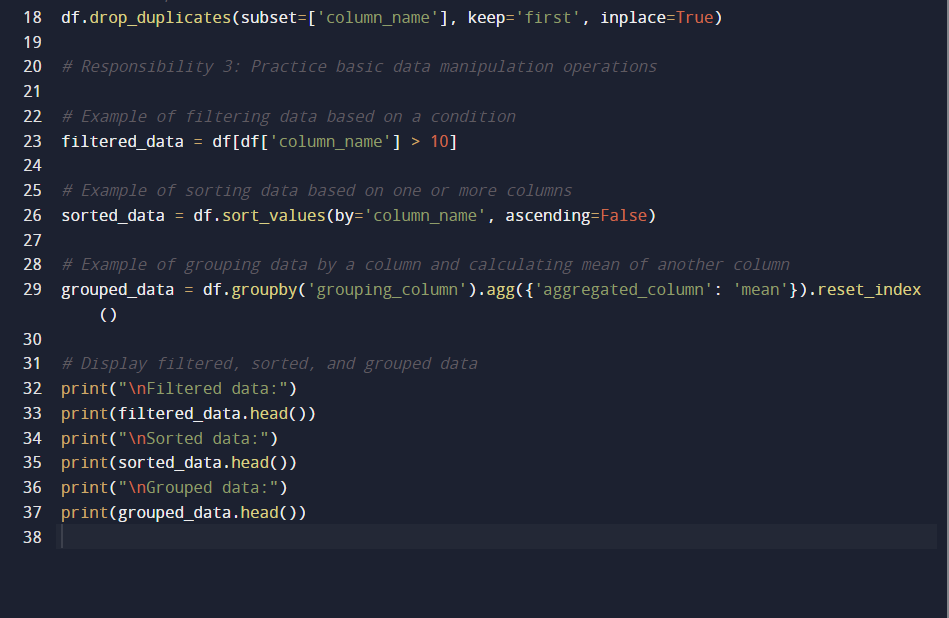 18 df.drop_duplicates(subset=['column_name'], keep='first', inplace=True)
19
20 # Responsibility 3: Practice basic data manipulation operations
21
22 # Example of filtering data based on a condition
23 filtered_data = df[df['column_name'] > 10]
24
25 # Example of sorting data based on one or more columns
26 sorted_data = df.sort_values(by='column_name', ascending=False)
27
28 # Example of grouping data by a column and calculating mean of another column
29 grouped_data = df.groupby('grouping_column').agg({'aggregated_column': 'mean'}).reset_index
()
30
31 # Display filtered, sorted, and grouped data
32 print("\nFiltered data:")
33 print(filtered_data.head())
34 print("\nSorted data:")
35 print(sorted_data.head())
36 print("\nGrouped data:")
37 print(grouped_data.head())
38